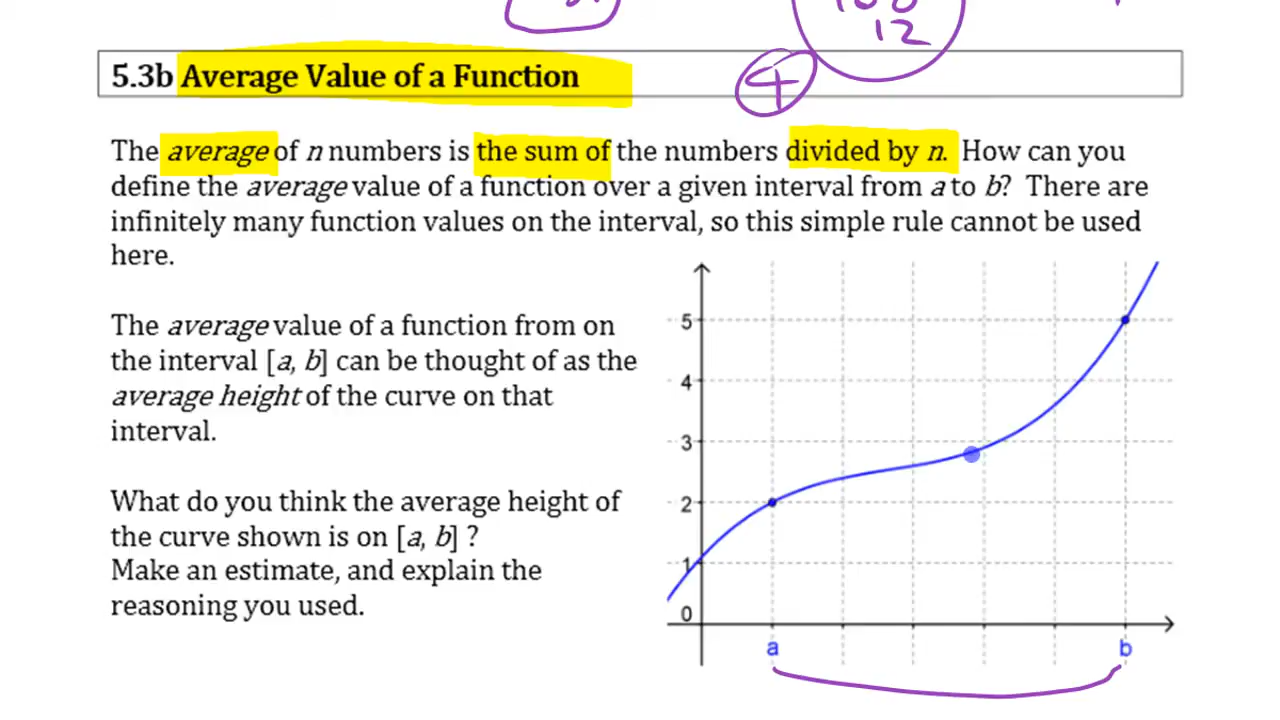 12
4
5.3b Average Value of a Function
The average of n numbers is the sum of the numbers divided by n. How can you
define the average value of a function over a given interval from a to b? There are
infinitely many function values on the interval, so this simple rule cannot be used
here.
The average value of a function from on
the interval [a, b] can be thought of as the
average height of the curve on that
interval.
What do you think the average height of
the curve shown is on [a, b] ?
Make an estimate, and explain the
reasoning you used.
5
4
3
2
1
0
a b